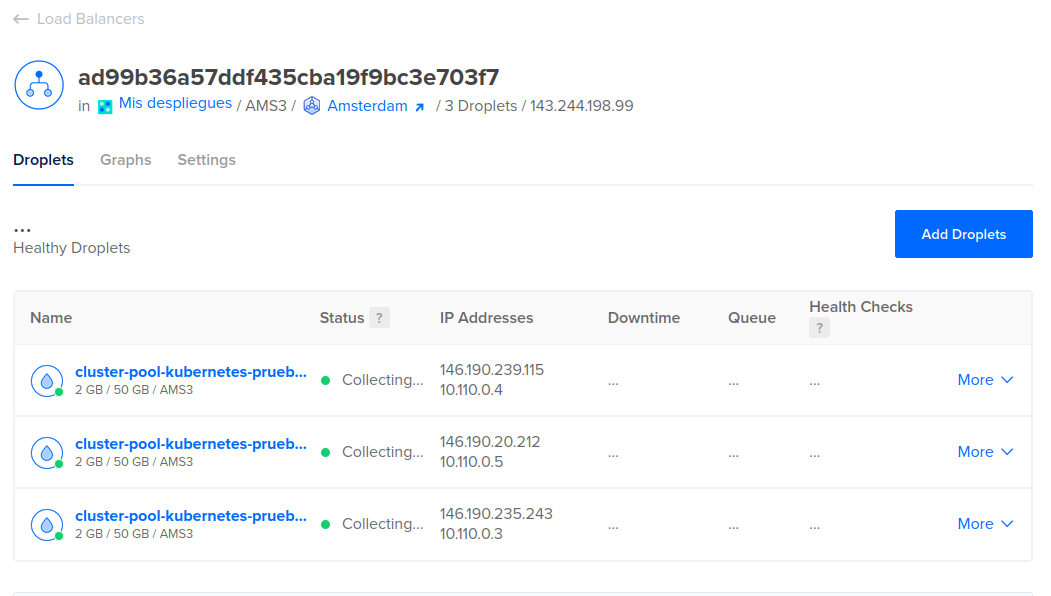 ← Load Balancers
ad99b36a57ddf435cba19f9bc3e703f7
in Mis despliegues / AMS3 / Amsterdam / 3 Droplets / 143.244.198.99
Droplets Graphs Settings
...
Healthy Droplets
Add Droplets
Name Status ? IP Addresses Downtime Queue Health Checks ?
cluster-pool-kubernetes-prueb... Collecting... 146.190.239.115 ... ... ... More
2 GB / 50 GB / AMS3 10.110.0.4
cluster-pool-kubernetes-prueb... Collecting... 146.190.20.212 ... ... ... More
2 GB / 50 GB / AMS3 10.110.0.5
cluster-pool-kubernetes-prueb... Collecting... 146.190.235.243 ... ... ... More
2 GB / 50 GB / AMS3 10.110.0.3